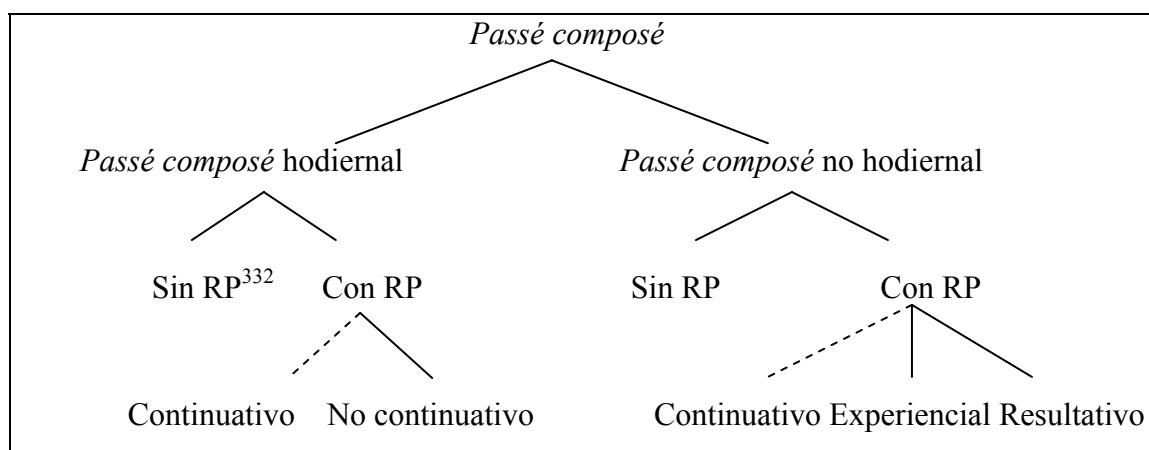 Passé composé
Passé composé hodiernal Passé composé no hodiernal
Sin RP332 Con RP Sin RP Con RP
Continuativo No continuativo Continuativo Experiencial Resultativo